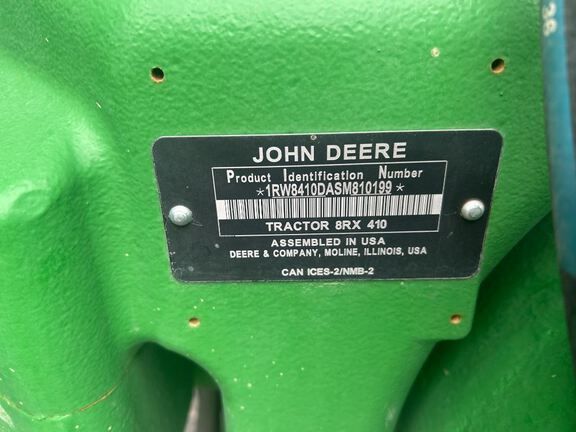 38
JOHN DEERE
Product Identification Number
*1RW8410DASM810199*
TRACTOR 8RX 410
ASSEMBLED IN USA
DEERE & COMPANY, MOLINE, ILLINOIS, USA
CAN ICES-2/NMB-2